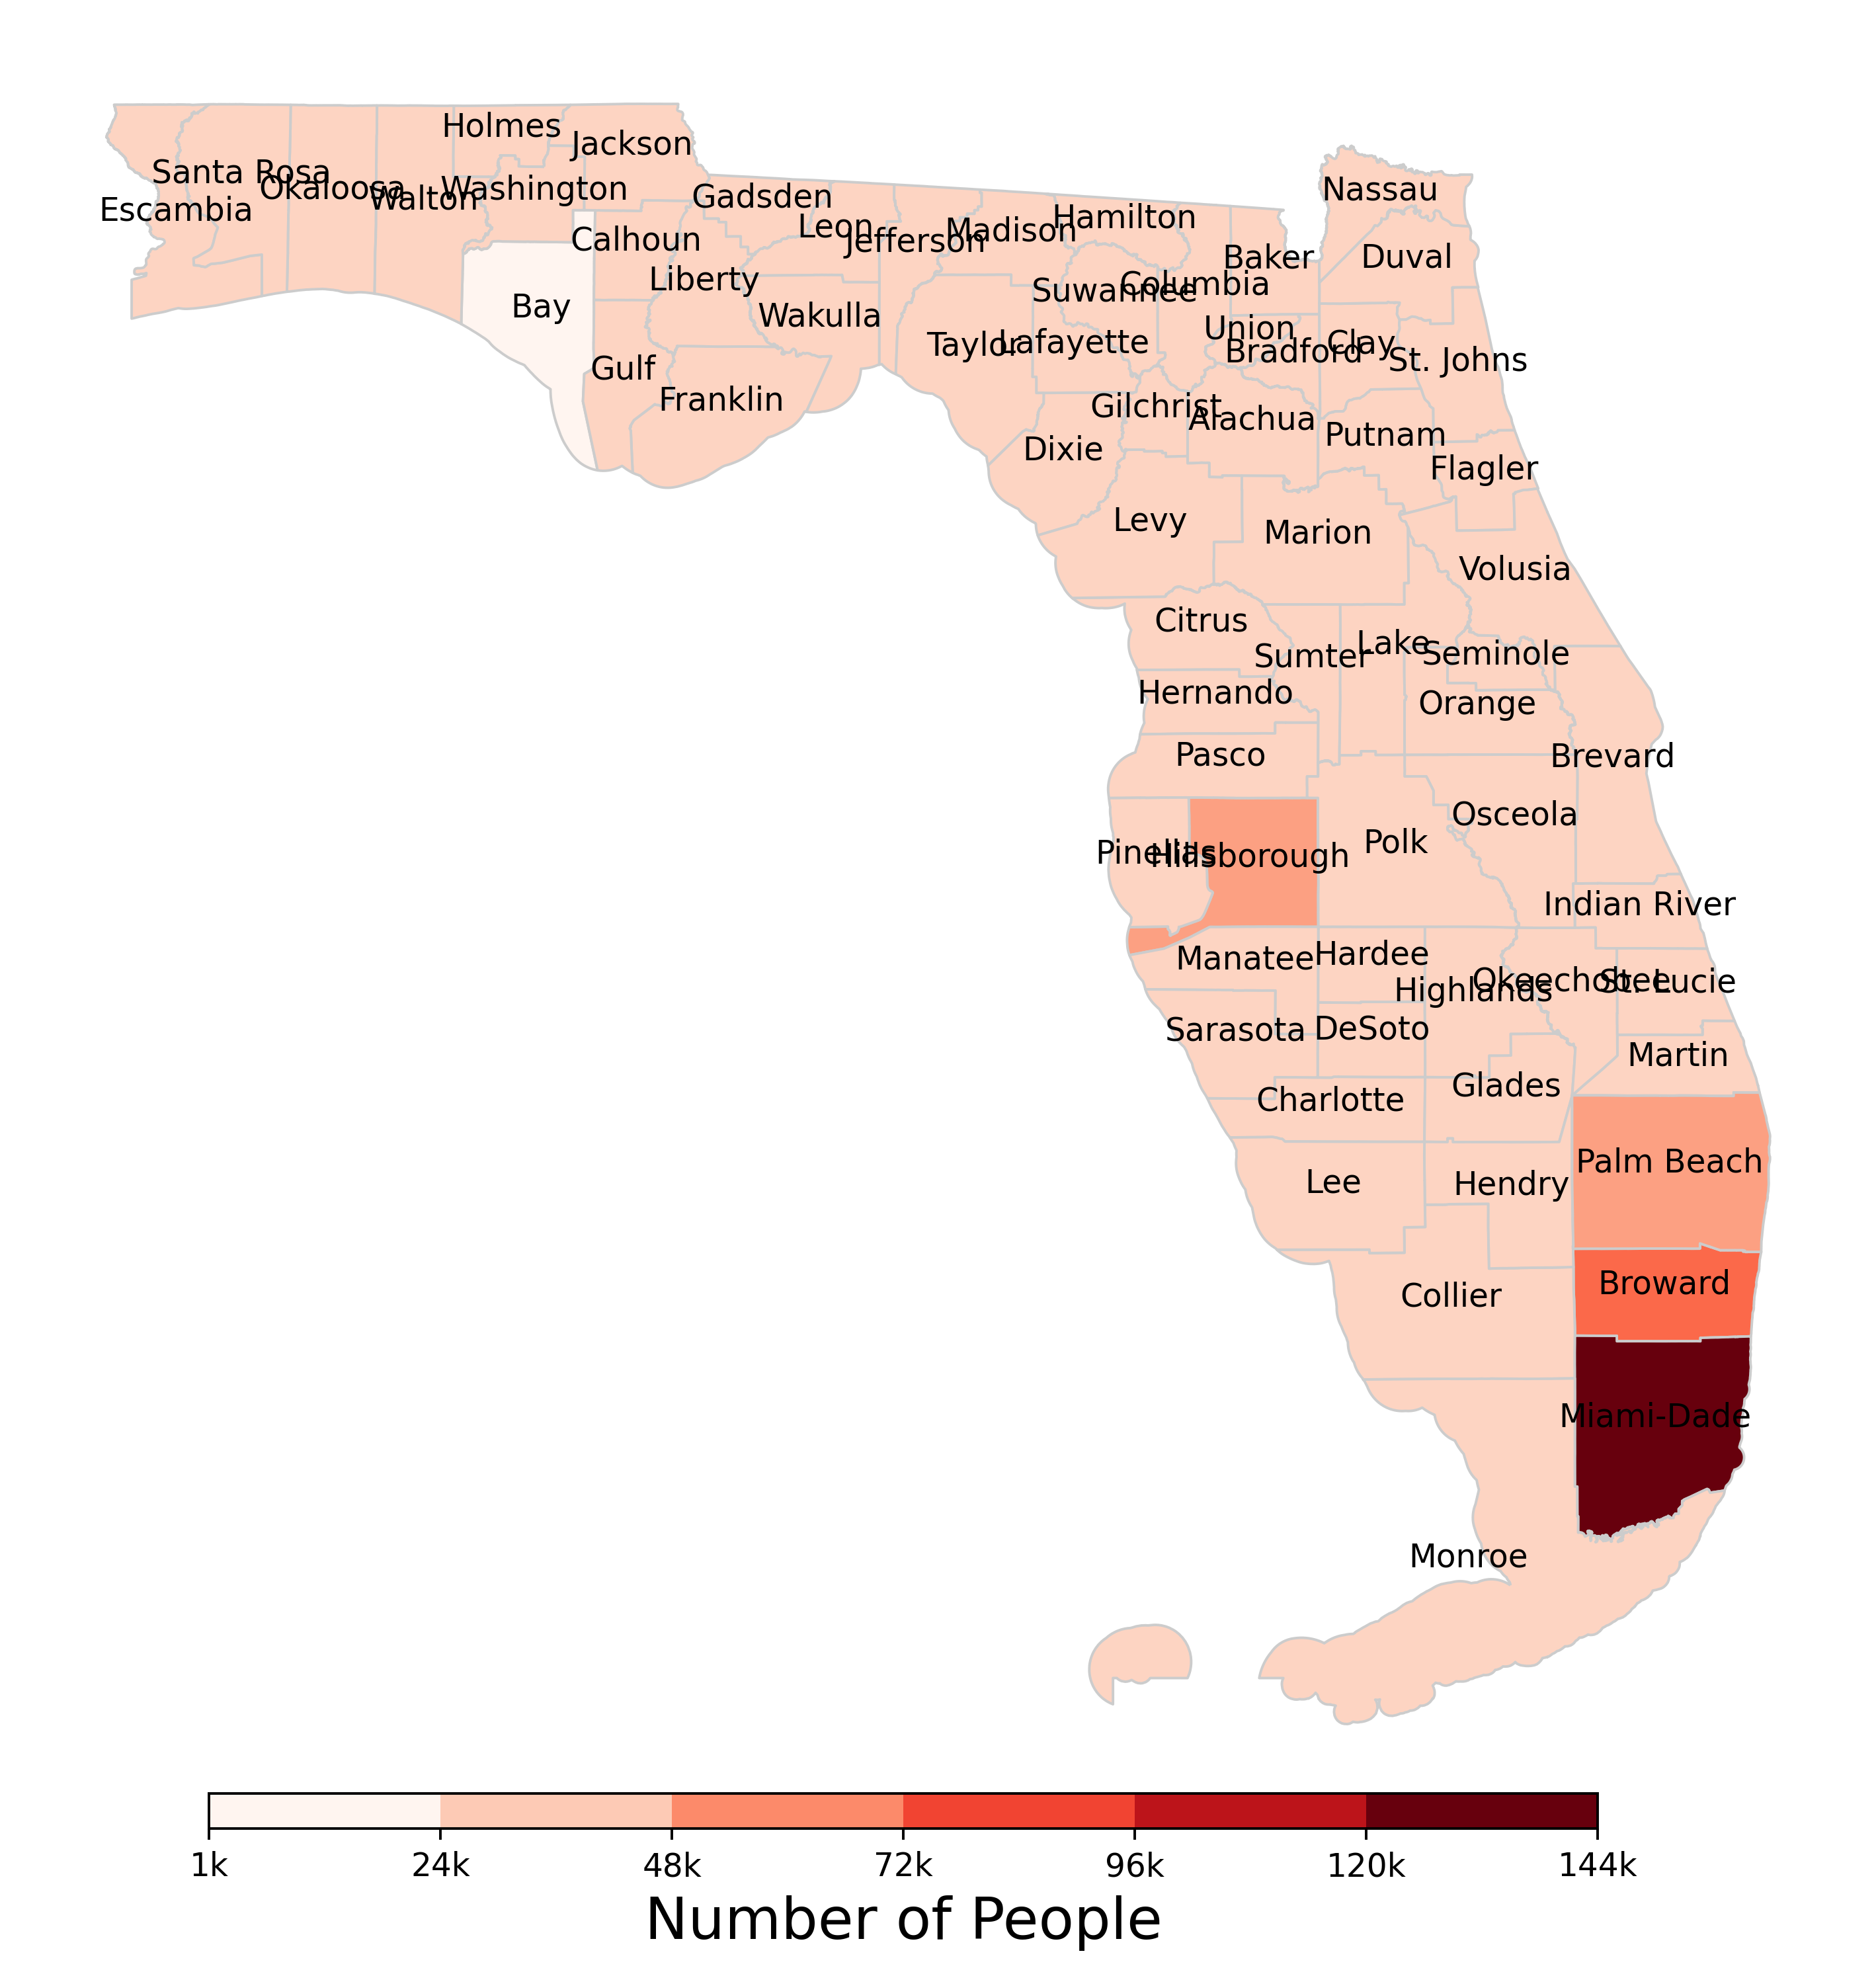 Holmes
Jackson
Santa Rosa
Okaloosa
Walton
Washington
Escambia
Gadsden
Nassau
Leon
Jefferson
Madison
Hamilton
Calhoun
Liberty
Baker
Duval
Bay
Wakulla
Suwannee
Columbia
Union
Taylor
Lafayette
Bradford
Clay
St. Johns
Gulf
Franklin
Gilchrist
Alachua
Putnam
Dixie
Flagler
Levy
Marion
Volusia
Citrus
Sumter
Lake
Seminole
Hernando
Orange
Pasco
Brevard
Osceola
Pinellas
Hillsborough
Polk
Indian River
Manatee
Hardee
Highlands
Okeechobee
St. Lucie
Sarasota
DeSoto
Martin
Charlotte
Glades
Palm Beach
Lee
Hendry
Broward
Collier
Miami-Dade
Monroe
1k 24k 48k 72k 96k 120k 144k
Number of People